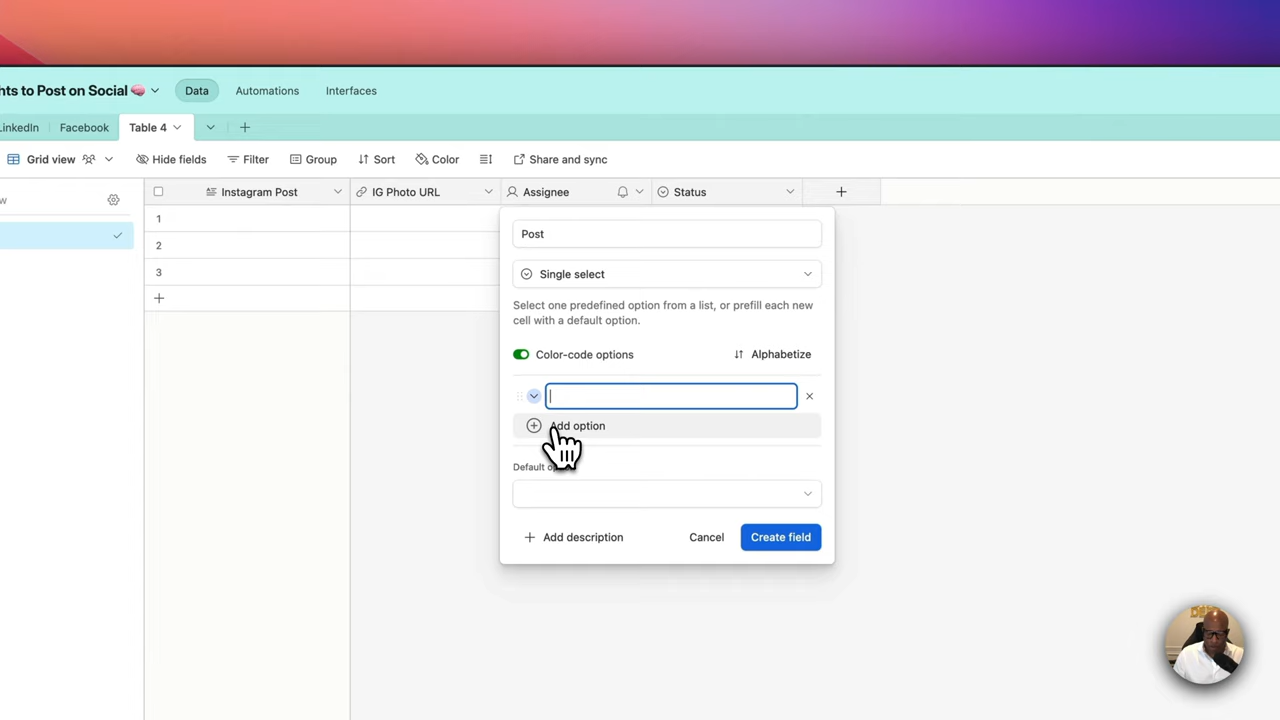 hts to Post on Social Data Automations Interfaces
LinkedIn Facebook Table 4
Grid view Hide fields Filter Group Sort Color Share and sync
w Instagram Post IG Photo URL Assignee Status
1
2
3
Post
Single select
Select one predefined option from a list, or prefill each new
cell with a default option.
Color-code options Alphabetize
Add option
Default op
Add description Cancel Create field